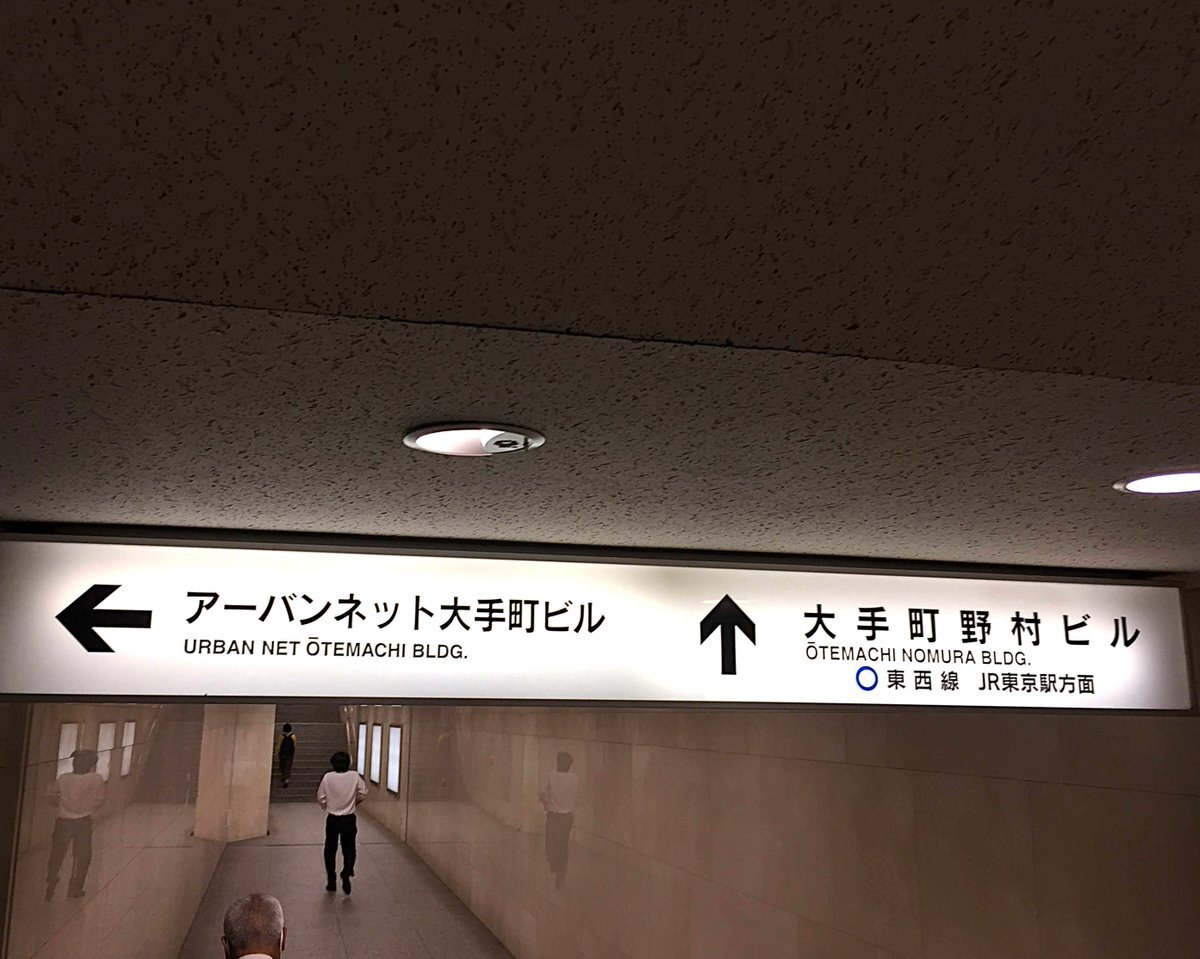 アーバンネット大手町ビル
URBAN NET ŌTEMACHI BLDG.
大手町野村ビル
ŌTEMACHI NOMURA BLDG.
東西線 JR東京駅方面